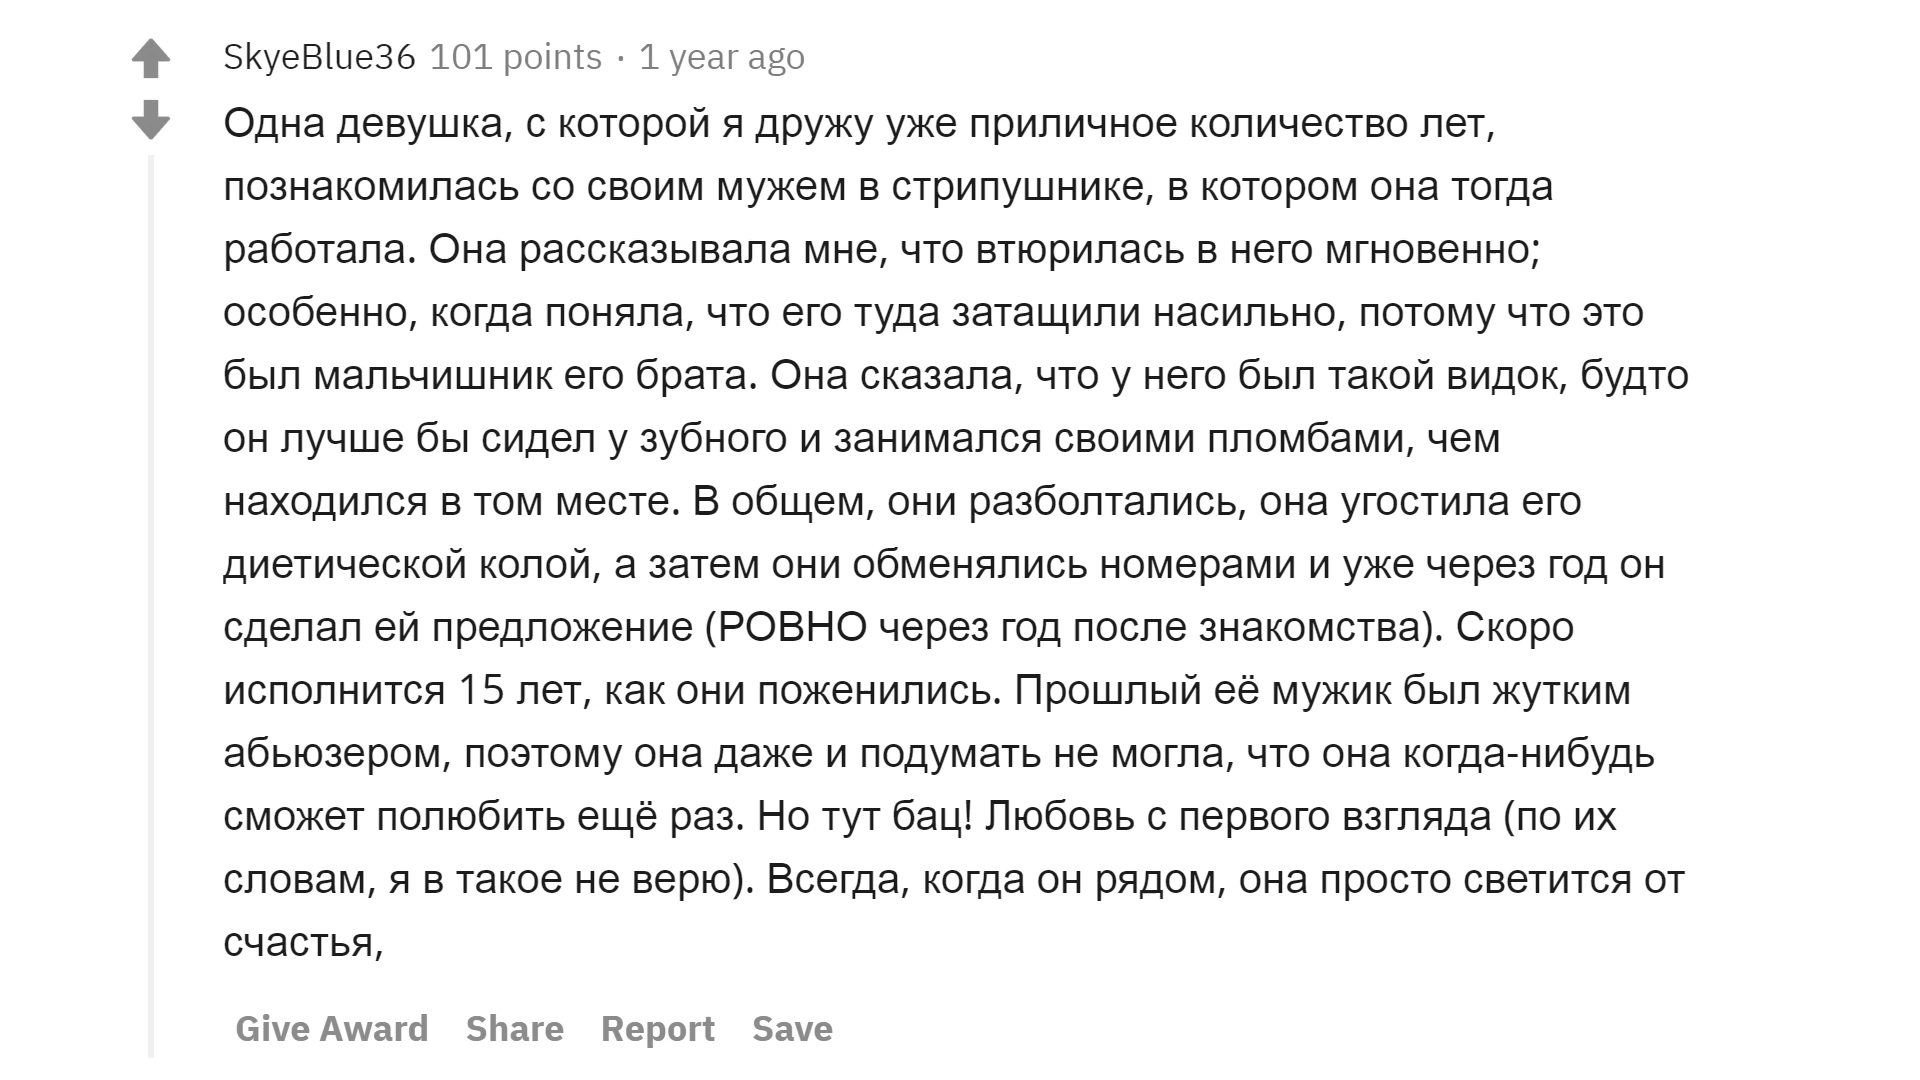 SkyeBlue36 101 points · 1 year ago
Одна девушка, с которой я дружу уже приличное количество лет,
познакомилась со своим мужем в стрипушнике, в котором она тогда
работала. Она рассказывала мне, что втюрилась в него мгновенно;
особенно, когда поняла, что его туда затащили насильно, потому что это
был мальчишник его брата. Она сказала, что у него был такой видок, будто
он лучше бы сидел у зубного и занимался своими пломбами, чем
находился в том месте. В общем, они разболтались, она угостила его
диетической колой, а затем они обменялись номерами и уже через год он
сделал ей предложение (РОВНО через год после знакомства). Скоро
исполнится 15 лет, как они поженились. Прошлый её мужик был жутким
абьюзером, поэтому она даже и подумать не могла, что она когда-нибудь
сможет полюбить ещё раз. Но тут бац! Любовь с первого взгляда (по их
словам, я в такое не верю). Всегда, когда он рядом, она просто светится от
счастья,
Give Award Share Report Save